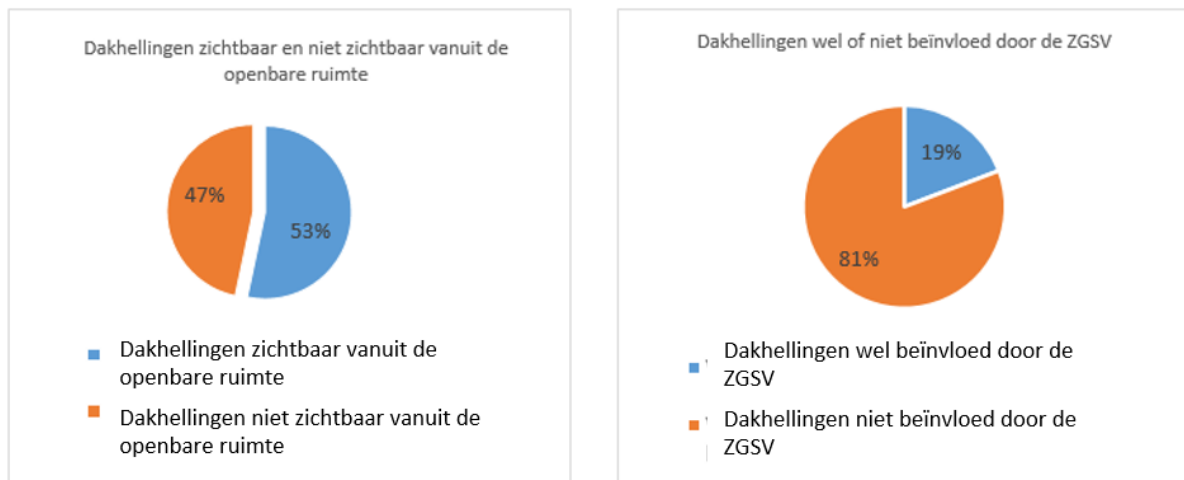 Dakhellingen zichtbaar en niet zichtbaar vanuit de
openbare ruimte
47%
53%
Dakhellingen zichtbaar vanuit de
openbare ruimte
Dakhellingen niet zichtbaar vanuit de
openbare ruimte
Dakhellingen wel of niet beïnvloed door de ZGSV
19%
81%
Dakhellingen wel beïnvloed door de
ZGSV
Dakhellingen niet beïnvloed door de
ZGSV